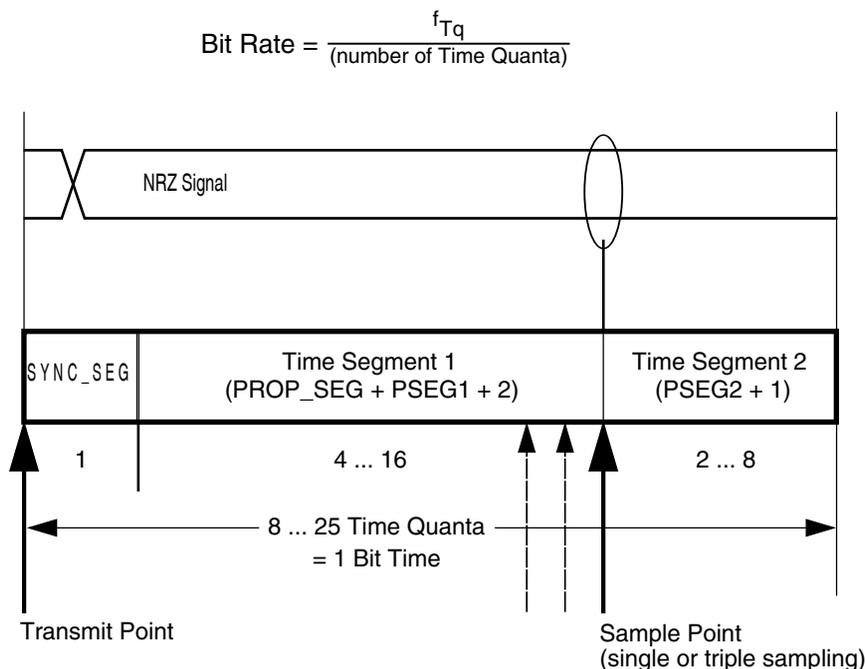 f Tq
Bit Rate =
(number of Time Quanta)
NRZ Signal
SYNC_SEG
Time Segment 1
(PROP_SEG + PSEG1 + 2)
Time Segment 2
(PSEG2 + 1)
1
4 ... 16
2 ... 8
8 ... 25 Time Quanta
= 1 Bit Time
Transmit Point
Sample Point
(single or triple sampling)